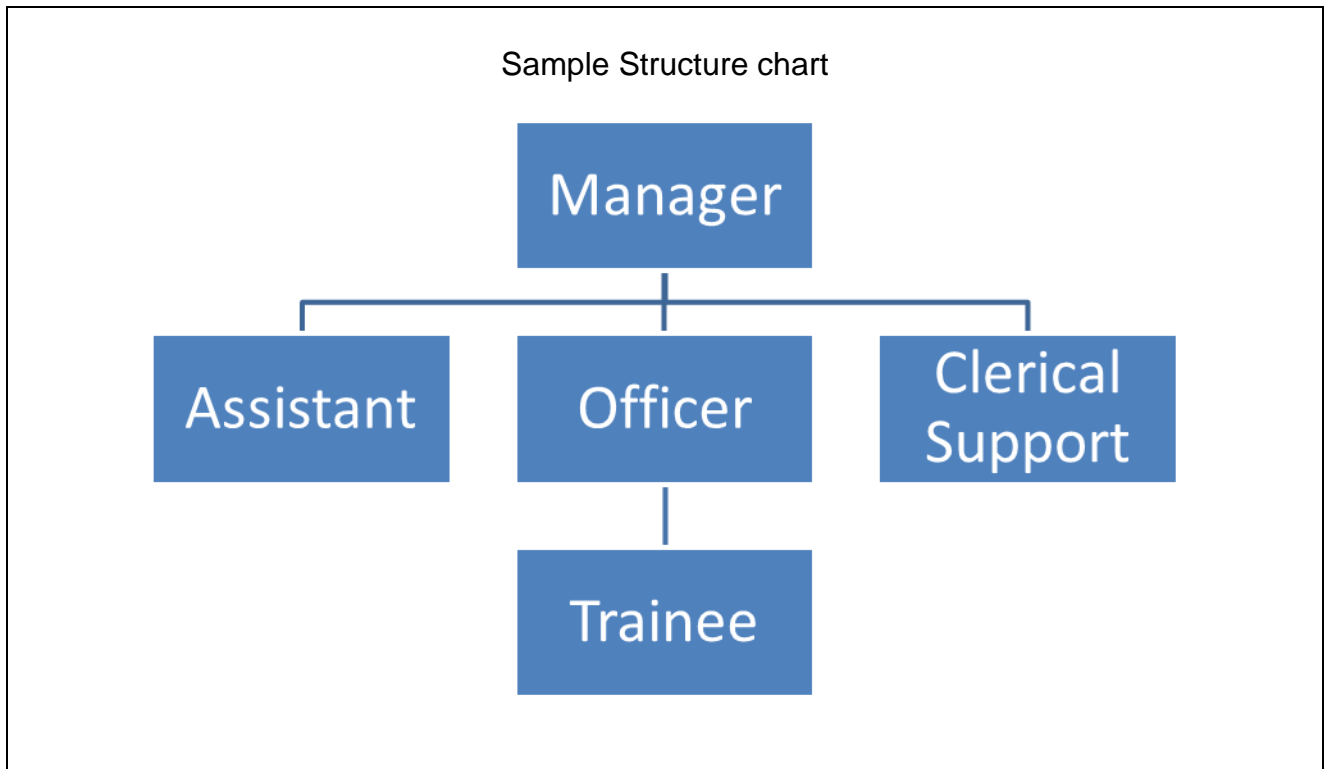 Sample Structure chart
Manager
Assistant
Officer
Clerical
Support
Trainee